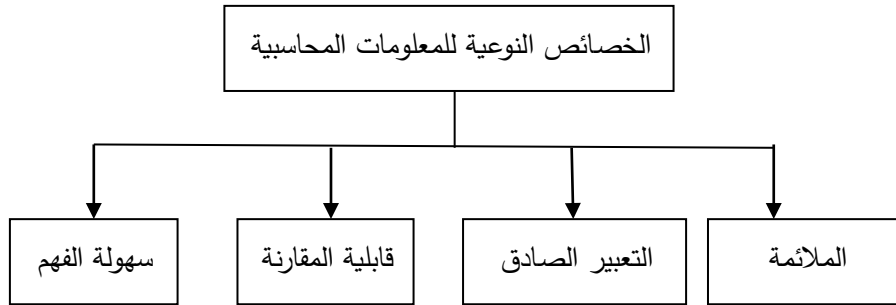 الخصائص النوعية للمعلومات المحاسبية
الملائمة
التعبير الصادق
قابلية المقارنة
سهولة الفهم